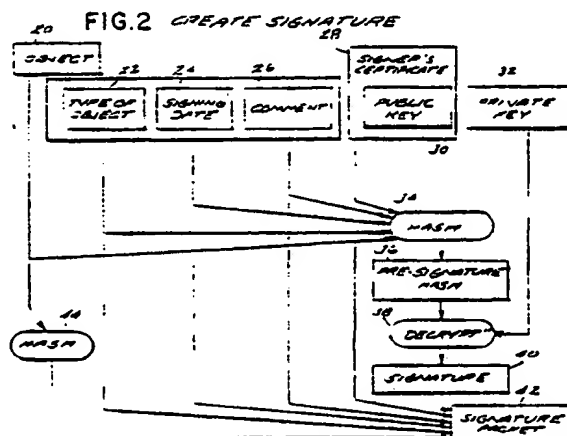 FIG.2 CREATE SIGNATURE
20
28
OBJECT
22
24
26
SIGNER'S
CERTIFICATE
32
TYPE OF
OBJECT
SIGNING
DATE
COMMENT
PUBLIC
KEY
PRIVATE
KEY
30
34
HASH
36
PRE-SIGNATURE
HASH
44
38
HASH
DECRYPT
40
SIGNATURE
42
SIGNATURE
PACKET